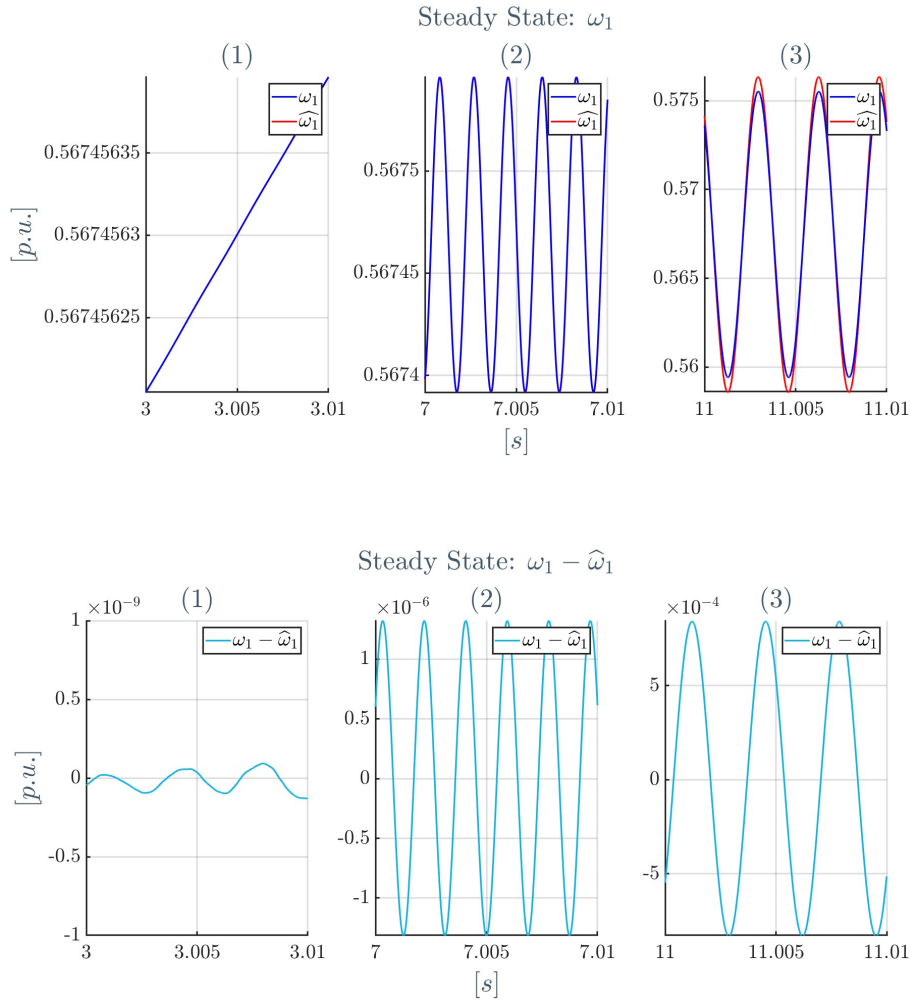 Steady State: ω₁
(1) (2) (3)
ω₁ ω₁ ω₁
ω̂₁ ω̂₁ ω̂₁
[p.u.]
0.56745635
0.5674563
0.56745625
3 3.005 3.01
0.5675
0.56745
0.5674
7 7.005 7.01
0.575
0.57
0.565
0.56
11 11.005 11.01
[s]
Steady State: ω₁ − ω̂₁
(1) (2) (3)
×10⁻⁹ ×10⁻⁶ ×10⁻⁴
ω₁ − ω̂₁ ω₁ − ω̂₁ ω₁ − ω̂₁
[p.u.]
1
0.5
0
-0.5
-1
3 3.005 3.01
1
0.5
0
-0.5
-1
7 7.005 7.01
5
0
-5
11 11.005 11.01
[s]